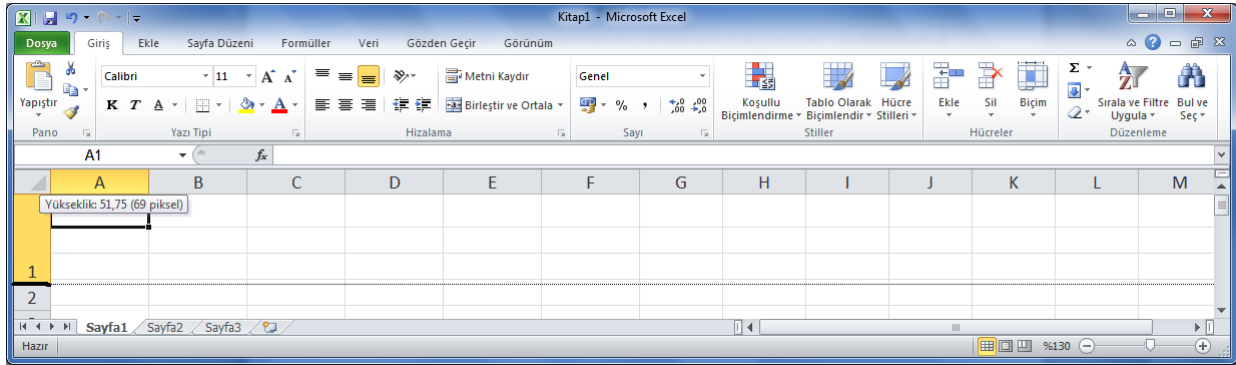 Kitap1 - Microsoft Excel
Dosya Giriş Ekle Sayfa Düzeni Formüller Veri Gözden Geçir Görünüm
Yapıştır
Calibri 11
K T A
A A
A
Metni Kaydır
Birleştir ve Ortala
Genel
% , ,00 ,00
Koşullu Biçimlendirme
Tablo Olarak Biçimlendir
Hücre Stilleri
Ekle Sil Biçim
Σ
Sırala ve Filtre Uygula
Bul ve Seç
Pano Yazı Tipi Hizalama Sayı Stiller Hücreler Düzenleme
A1 fx
A B C D E F G H I J K L M
Yükseklik: 51,75 (69 piksel)
1
2
Sayfa1 Sayfa2 Sayfa3
Hazır %130